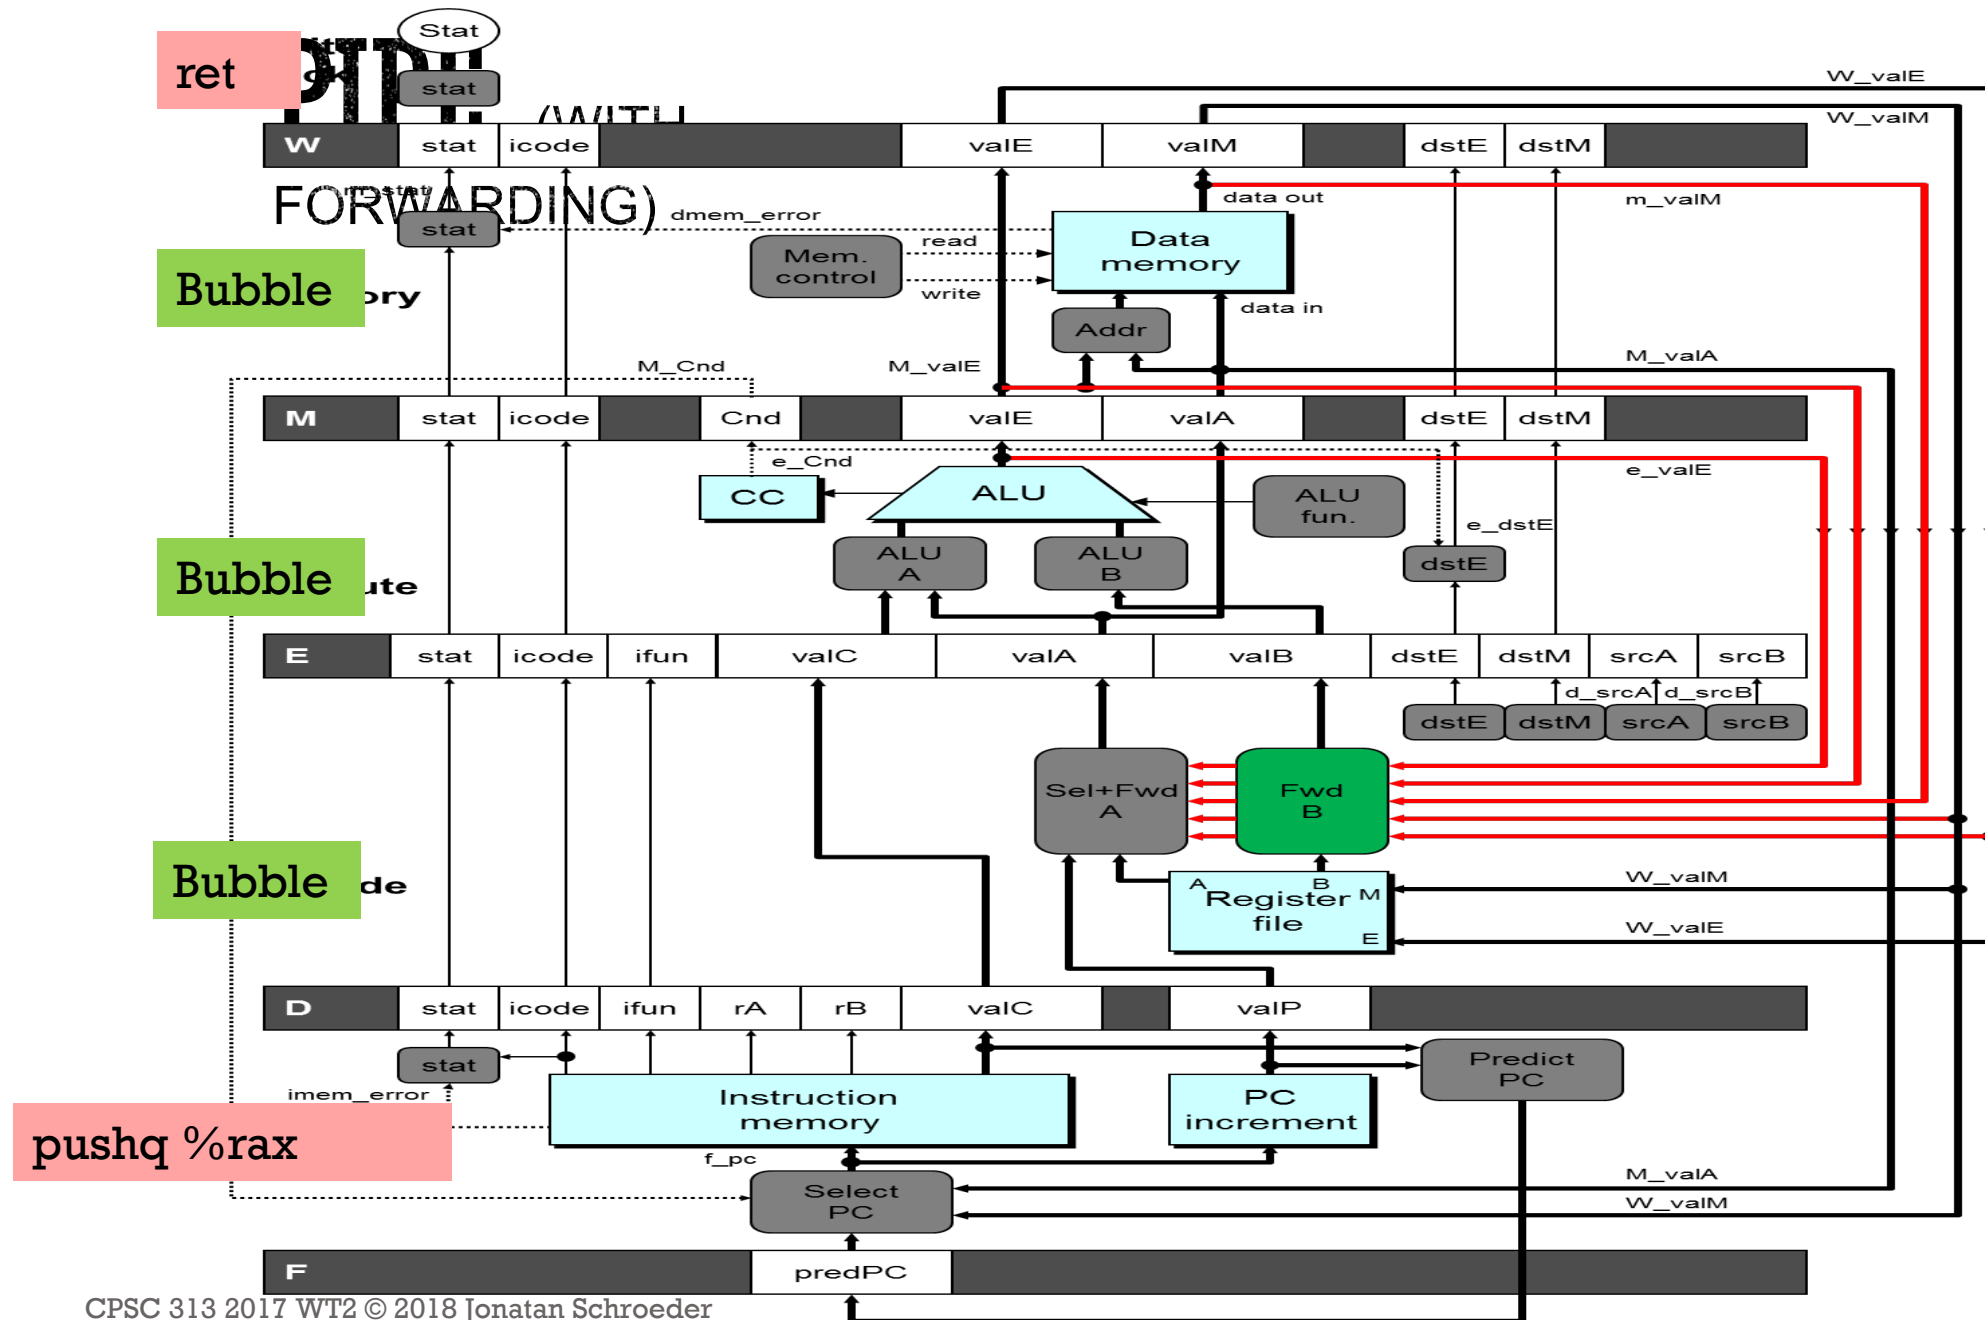 Stat
ret
stat
(WITH
W_valE
W_valM
W stat icode valE valM dstE dstM
FORWARDING)
m_stat
data out
m_valM
dmem_error
stat
read
Mem.
control
Data
memory
write
Bubble
ory
data in
Addr
M_Cnd
M_valE
M_valA
M stat icode Cnd valE valA dstE dstM
e_Cnd
e_valE
CC
ALU
ALU
fun.
e_dstE
ALU
A
ALU
B
dstE
Bubble
ute
E stat icode ifun valC valA valB dstE dstM srcA srcB
d_srcA d_srcB
dstE dstM srcA srcB
Sel+Fwd
A
Fwd
B
Bubble
de
A B
Register
file
M
E
W_valM
W_valE
D stat icode ifun rA rB valC valP
stat
Predict
PC
imem_error
Instruction
memory
PC
increment
pushq %rax
f_pc
M_valA
Select
PC
W_valM
F predPC
CPSC 313 2017 WT2 © 2018 Jonatan Schroeder